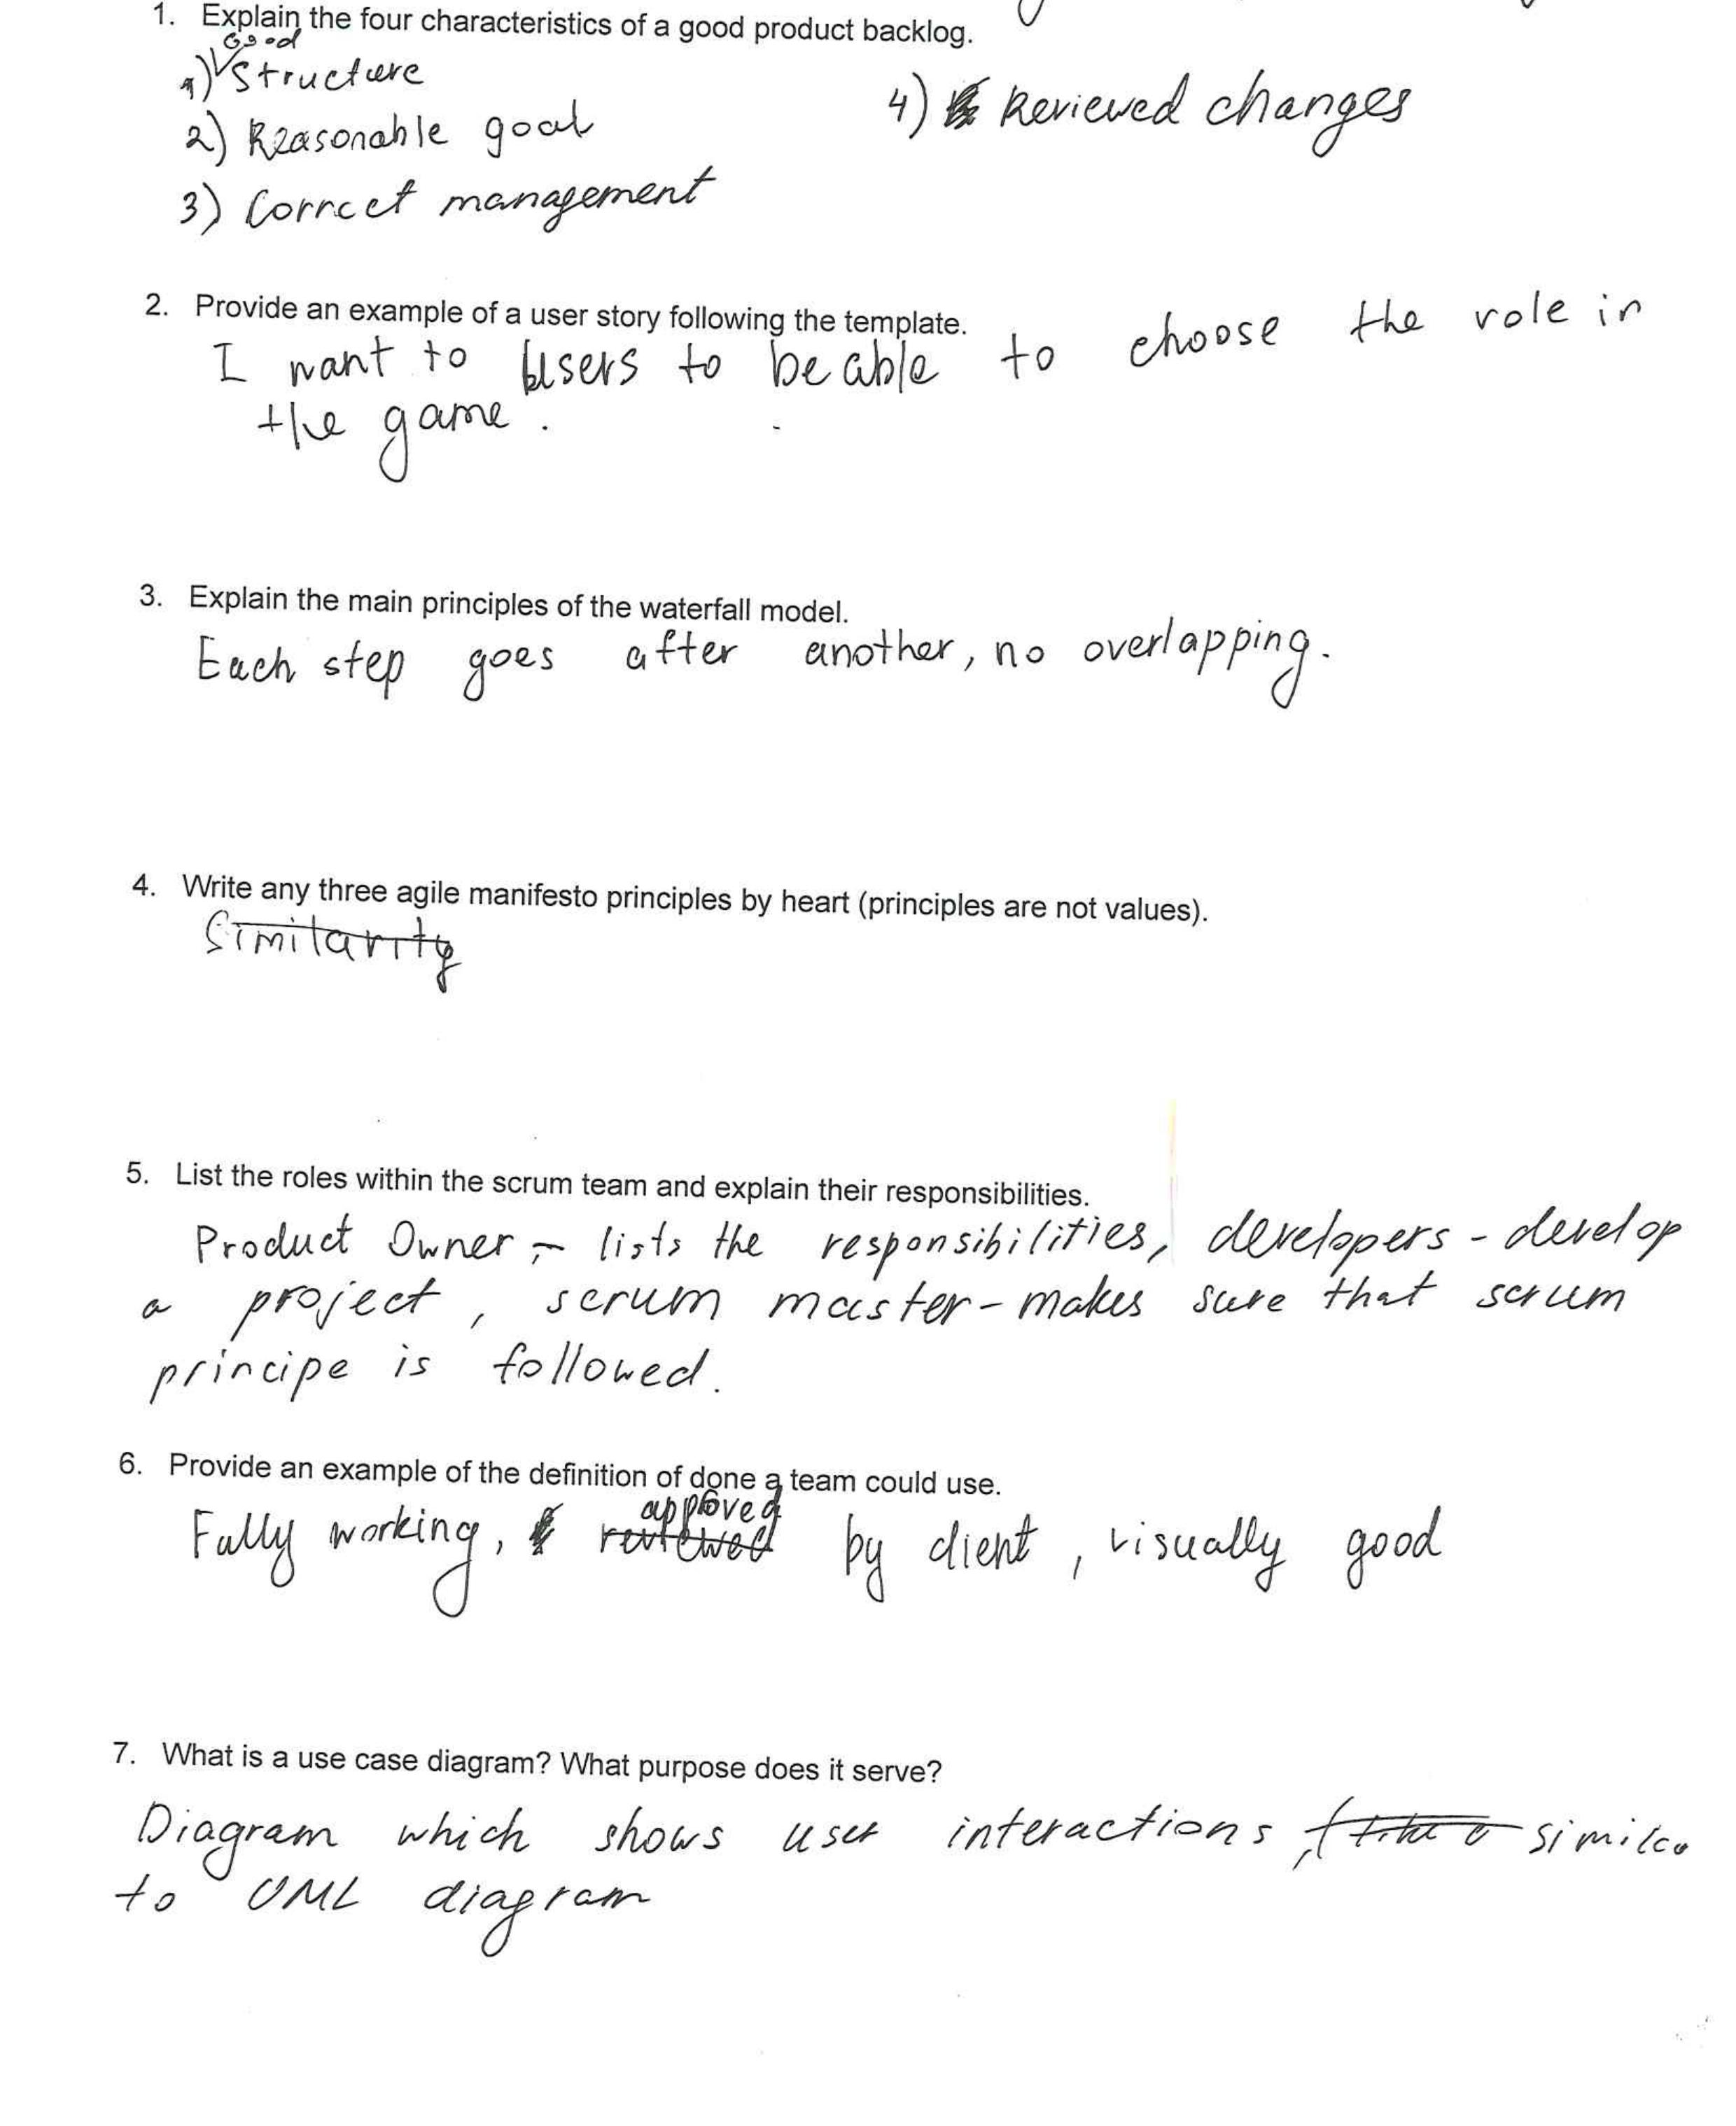 1. Explain the four characteristics of a good product backlog.
Good
1) Structure
4) Reviewed changes
2) Reasonable goal
3) Correct management
2. Provide an example of a user story following the template.
I want to Users to be able to choose the role in
the game.
3. Explain the main principles of the waterfall model.
Each step goes after another, no overlapping.
4. Write any three agile manifesto principles by heart (principles are not values).
Similarity
5. List the roles within the scrum team and explain their responsibilities.
Product Owner - lists the responsibilities, developers - develop
a project, scrum master - makes sure that scrum
principe is followed.
6. Provide an example of the definition of done a team could use.
approved
Fully working, reviewed by client, visually good
7. What is a use case diagram? What purpose does it serve?
Diagram which shows user interactions, similar
to UML diagram